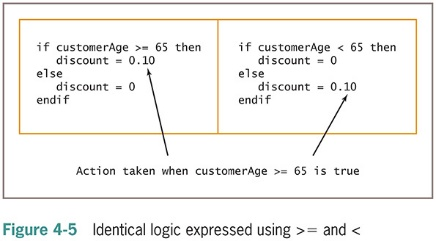 if customerAge >= 65 then
   discount = 0.10
else
   discount = 0
endif
if customerAge < 65 then
   discount = 0
else
   discount = 0.10
endif
Action taken when customerAge >= 65 is true
Figure 4-5 Identical logic expressed using >= and <